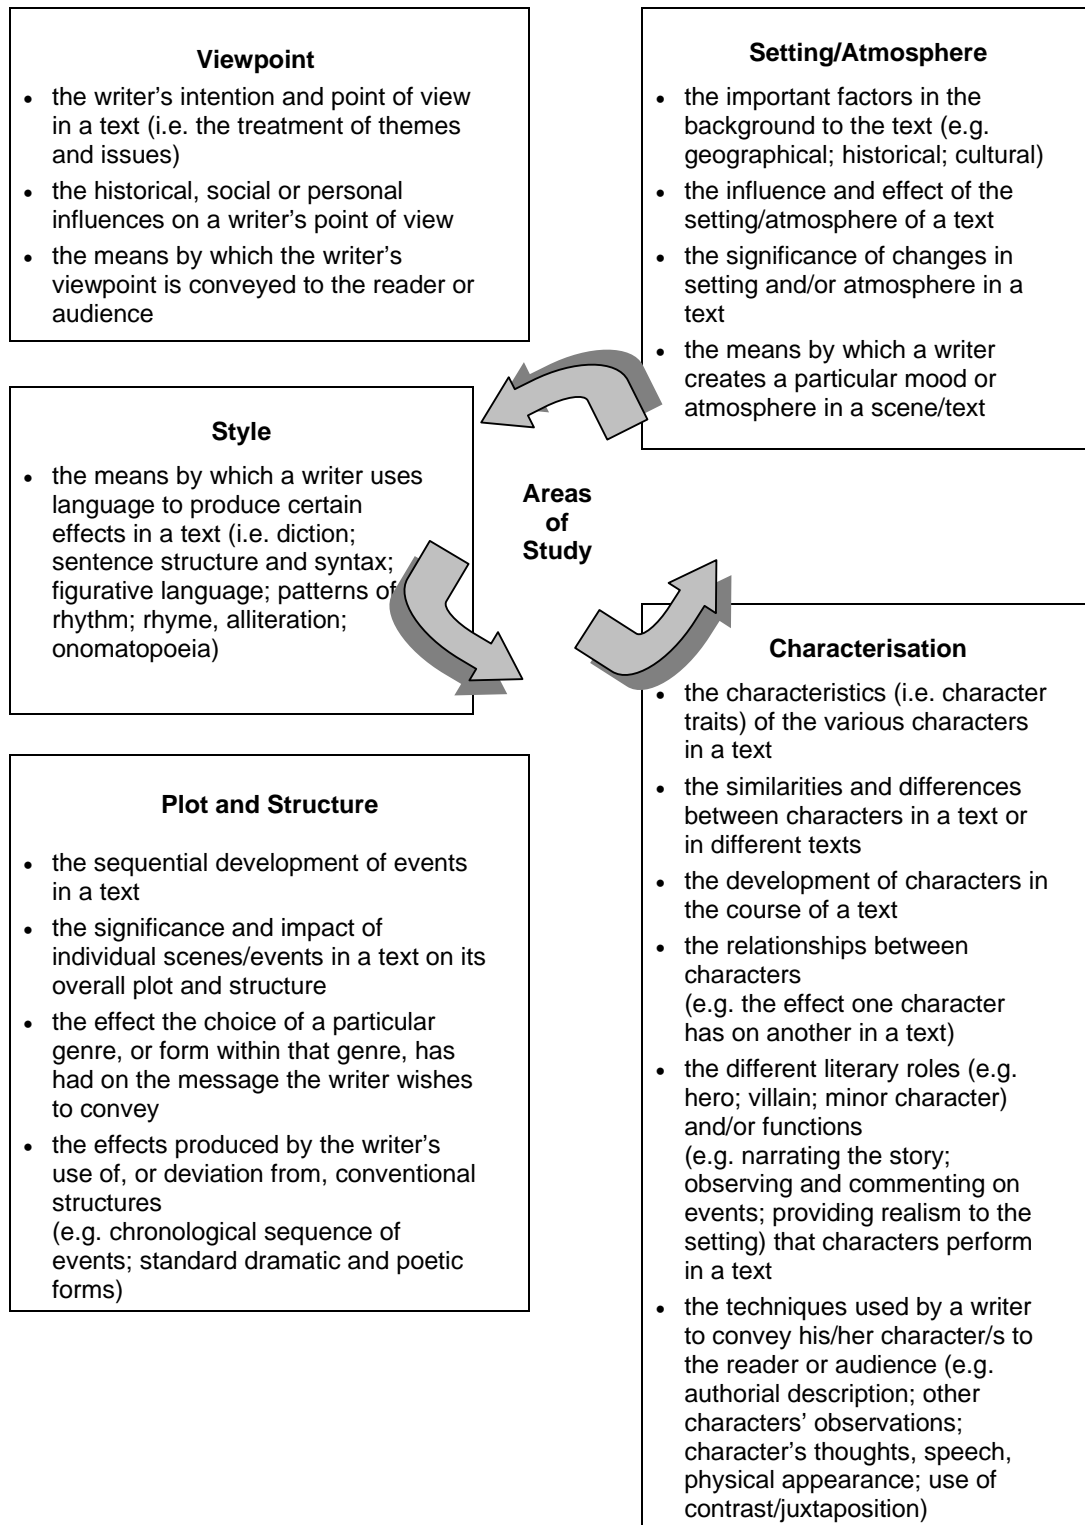 Viewpoint
• the writer’s intention and point of view
in a text (i.e. the treatment of themes
and issues)
• the historical, social or personal
influences on a writer’s point of view
• the means by which the writer’s
viewpoint is conveyed to the reader or
audience
Setting/Atmosphere
• the important factors in the
background to the text (e.g.
geographical; historical; cultural)
• the influence and effect of the
setting/atmosphere of a text
• the significance of changes in
setting and/or atmosphere in a
text
• the means by which a writer
creates a particular mood or
atmosphere in a scene/text
Style
• the means by which a writer uses
language to produce certain
effects in a text (i.e. diction;
sentence structure and syntax;
figurative language; patterns of
rhythm; rhyme, alliteration;
onomatopoeia)
Areas
of
Study
Plot and Structure
• the sequential development of events
in a text
• the significance and impact of
individual scenes/events in a text on its
overall plot and structure
• the effect the choice of a particular
genre, or form within that genre, has
had on the message the writer wishes
to convey
• the effects produced by the writer’s
use of, or deviation from, conventional
structures
(e.g. chronological sequence of
events; standard dramatic and poetic
forms)
Characterisation
• the characteristics (i.e. character
traits) of the various characters
in a text
• the similarities and differences
between characters in a text or
in different texts
• the development of characters in
the course of a text
• the relationships between
characters
(e.g. the effect one character
has on another in a text)
• the different literary roles (e.g.
hero; villain; minor character)
and/or functions
(e.g. narrating the story;
observing and commenting on
events; providing realism to the
setting) that characters perform
in a text
• the techniques used by a writer
to convey his/her character/s to
the reader or audience (e.g.
authorial description; other
characters’ observations;
character’s thoughts, speech,
physical appearance; use of
contrast/juxtaposition)